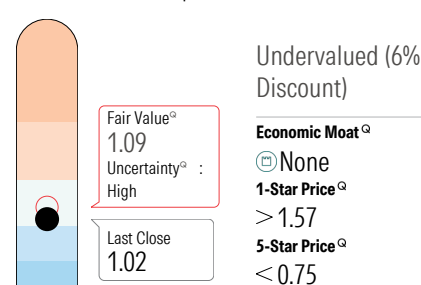 Undervalued (6%
Discount)
Fair Value Q
1.09
Uncertainty Q :
High
Last Close
1.02
Economic Moat Q
None
1-Star Price Q
>1.57
5-Star Price Q
<0.75